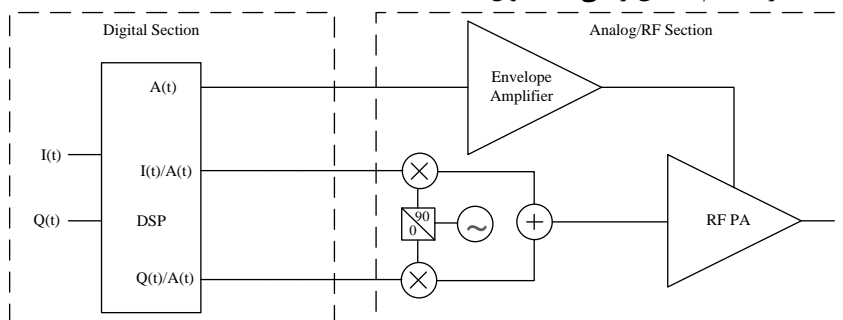 Digital Section
Analog/RF Section
A(t)
Envelope
Amplifier
I(t)
I(t)/A(t)
90
0
Q(t)
DSP
RF PA
Q(t)/A(t)